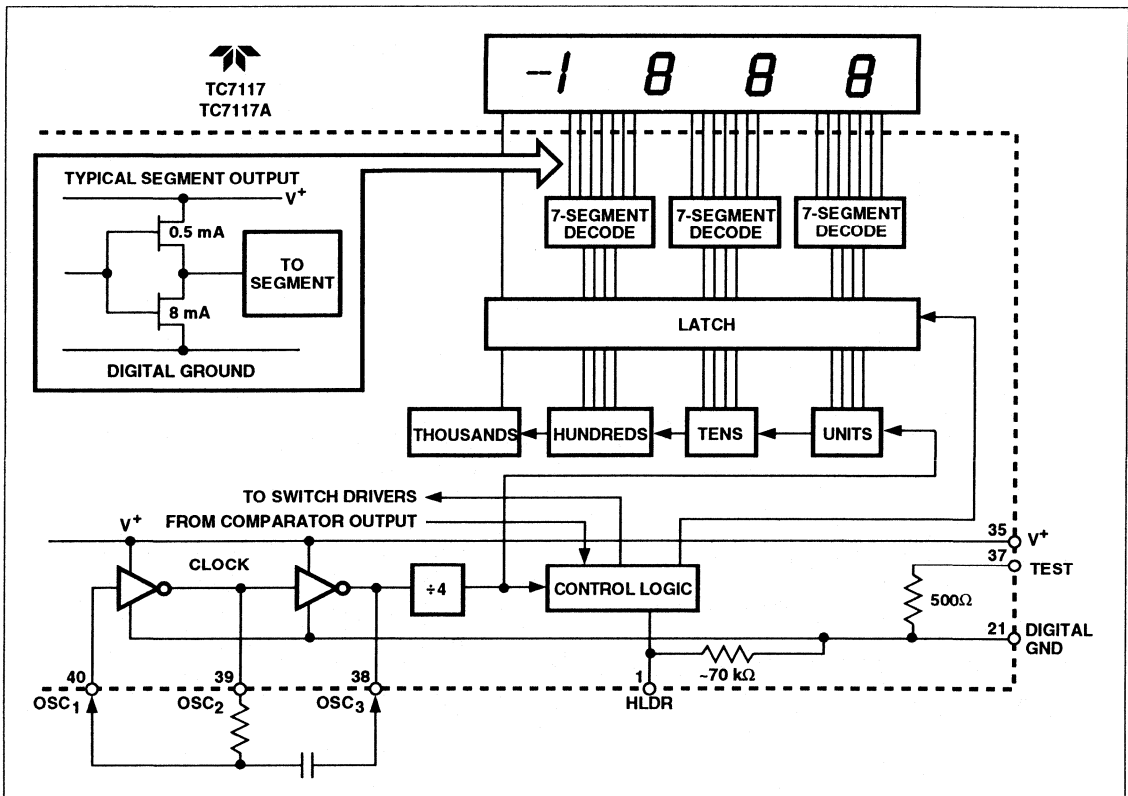 TC7117
TC7117A
-1 8 8 8
TYPICAL SEGMENT OUTPUT
V+
0.5 mA
TO
SEGMENT
8 mA
DIGITAL GROUND
7-SEGMENT
DECODE
7-SEGMENT
DECODE
7-SEGMENT
DECODE
LATCH
THOUSANDS
HUNDREDS
TENS
UNITS
TO SWITCH DRIVERS
FROM COMPARATOR OUTPUT
V+
CLOCK
÷4
CONTROL LOGIC
35
V+
37
TEST
500Ω
21
DIGITAL
GND
~70 kΩ
40
OSC1
39
OSC2
38
OSC3
1
HLDR